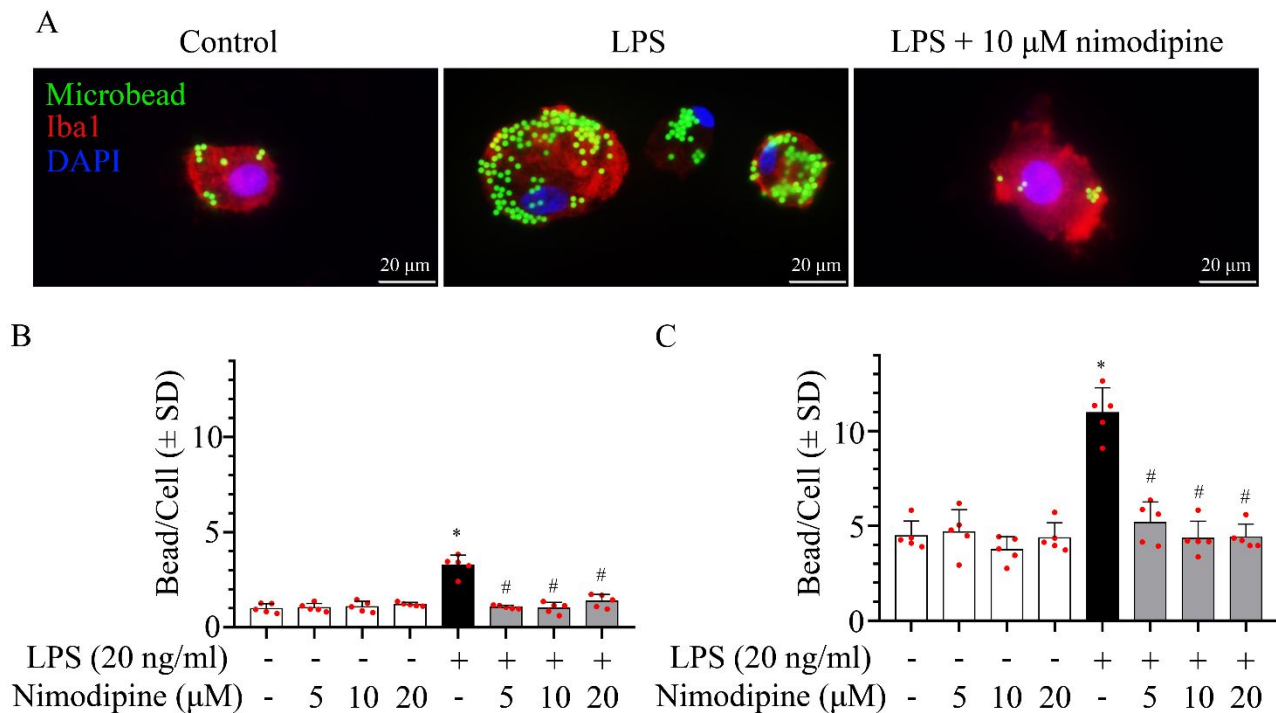 A
Control
LPS
LPS + 10 μM nimodipine
Microbead
Iba1
DAPI
20 μm
20 μm
20 μm
B
Bead/Cell (± SD)
10
5
0
*
#
#
#
LPS (20 ng/ml) - - - - + + + +
Nimodipine (μM) - 5 10 20 - 5 10 20
C
Bead/Cell (± SD)
10
5
0
*
#
#
#
LPS (20 ng/ml) - - - - + + + +
Nimodipine (μM) - 5 10 20 - 5 10 20